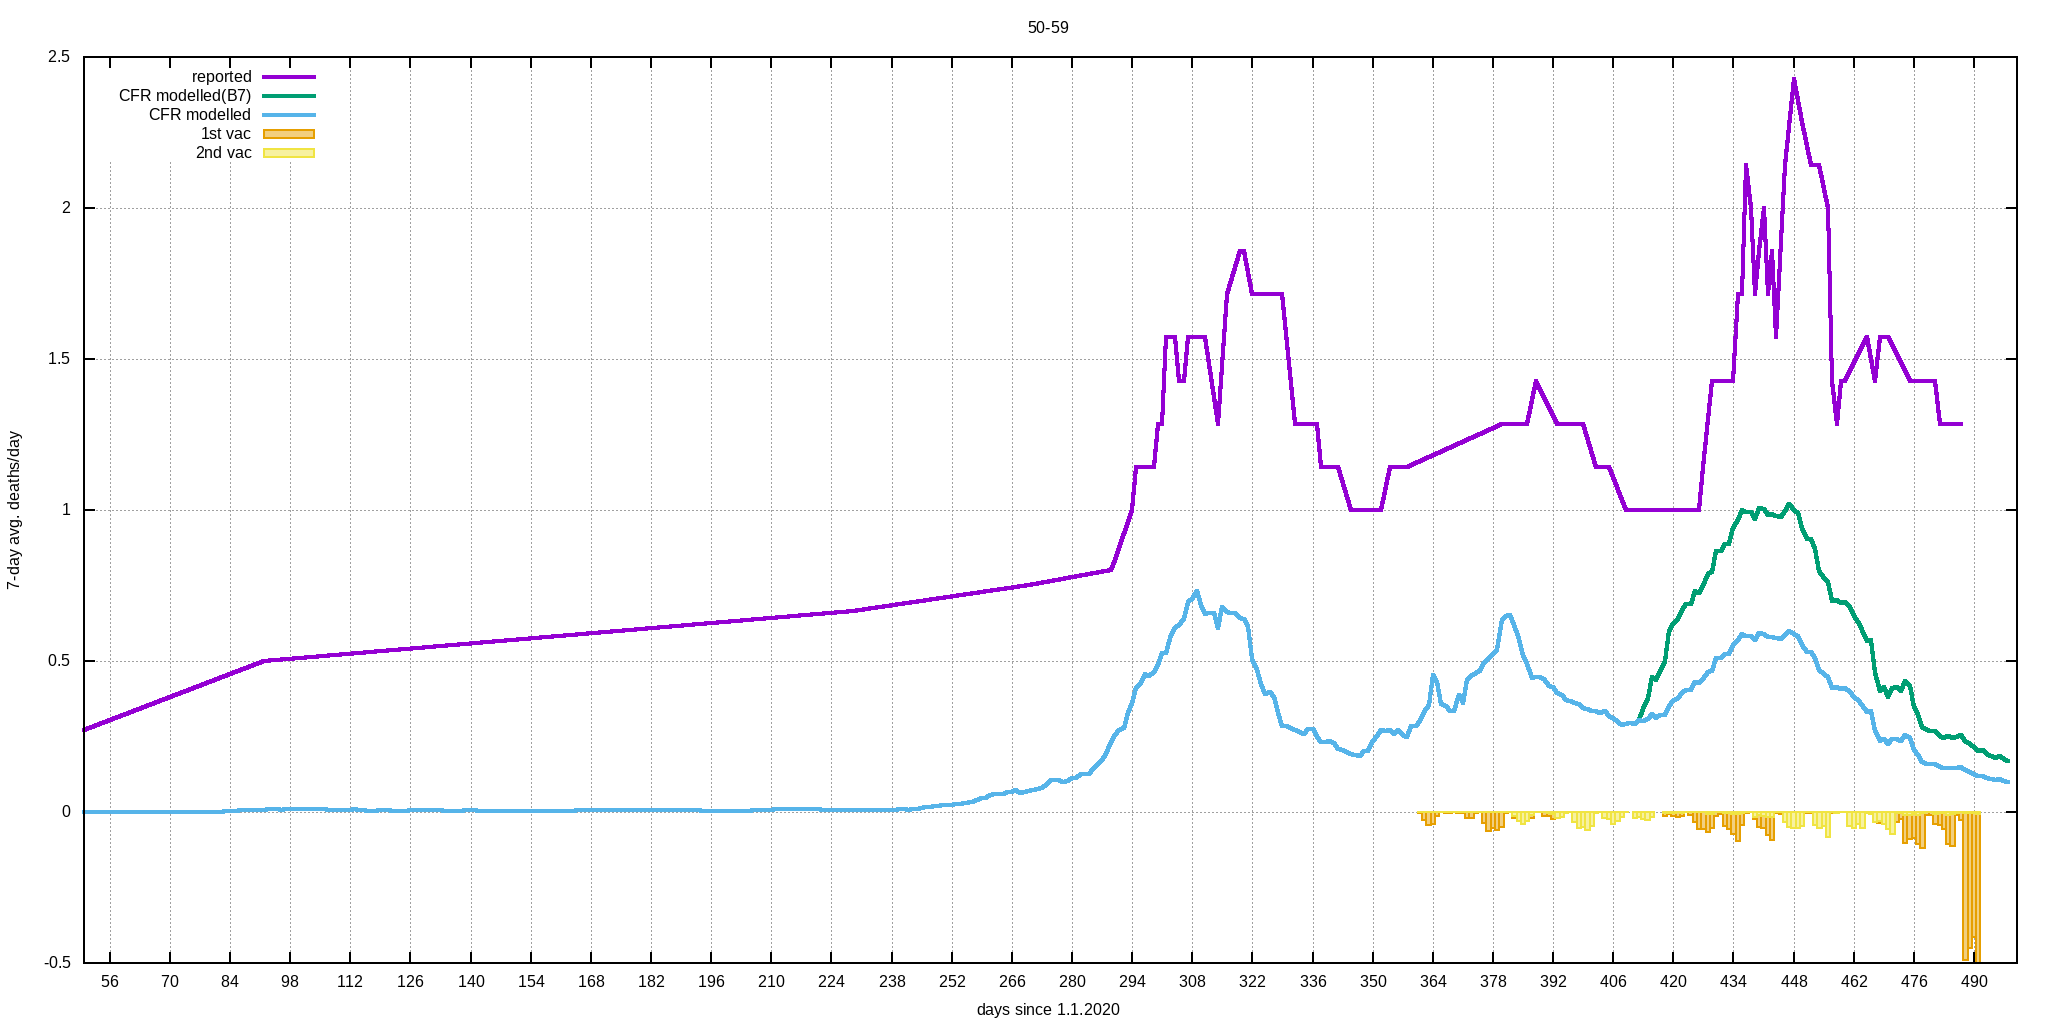 50-59
2.5
2
1.5
1
0.5
0
-0.5
7-day avg. deaths/day
reported
CFR modelled(B7)
CFR modelled
1st vac
2nd vac
56 70 84 98 112 126 140 154 168 182 196 210 224 238 252 266 280 294 308 322 336 350 364 378 392 406 420 434 448 462 476 490
days since 1.1.2020